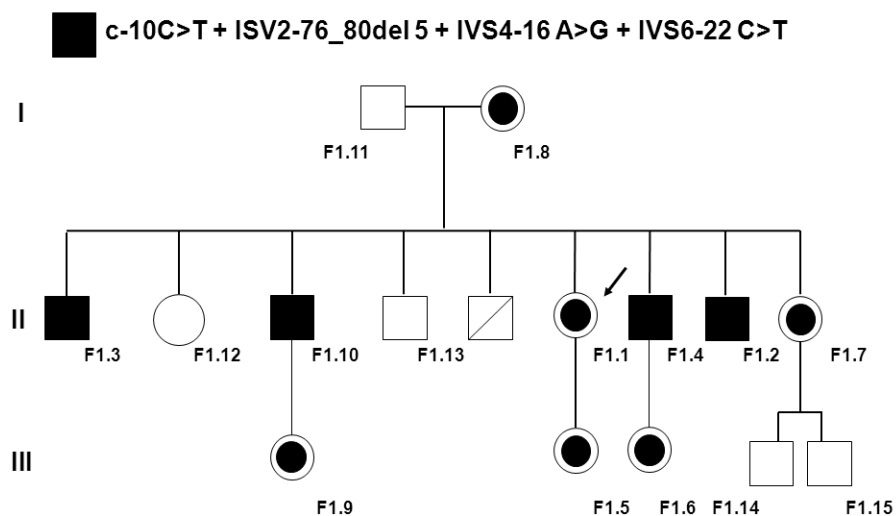 c-10C>T + ISV2-76_80del 5 + IVS4-16 A>G + IVS6-22 C>T
I
F1.11 F1.8
II
F1.3 F1.12 F1.10 F1.13 F1.1 F1.4 F1.2 F1.7
III
F1.9 F1.5 F1.6 F1.14 F1.15